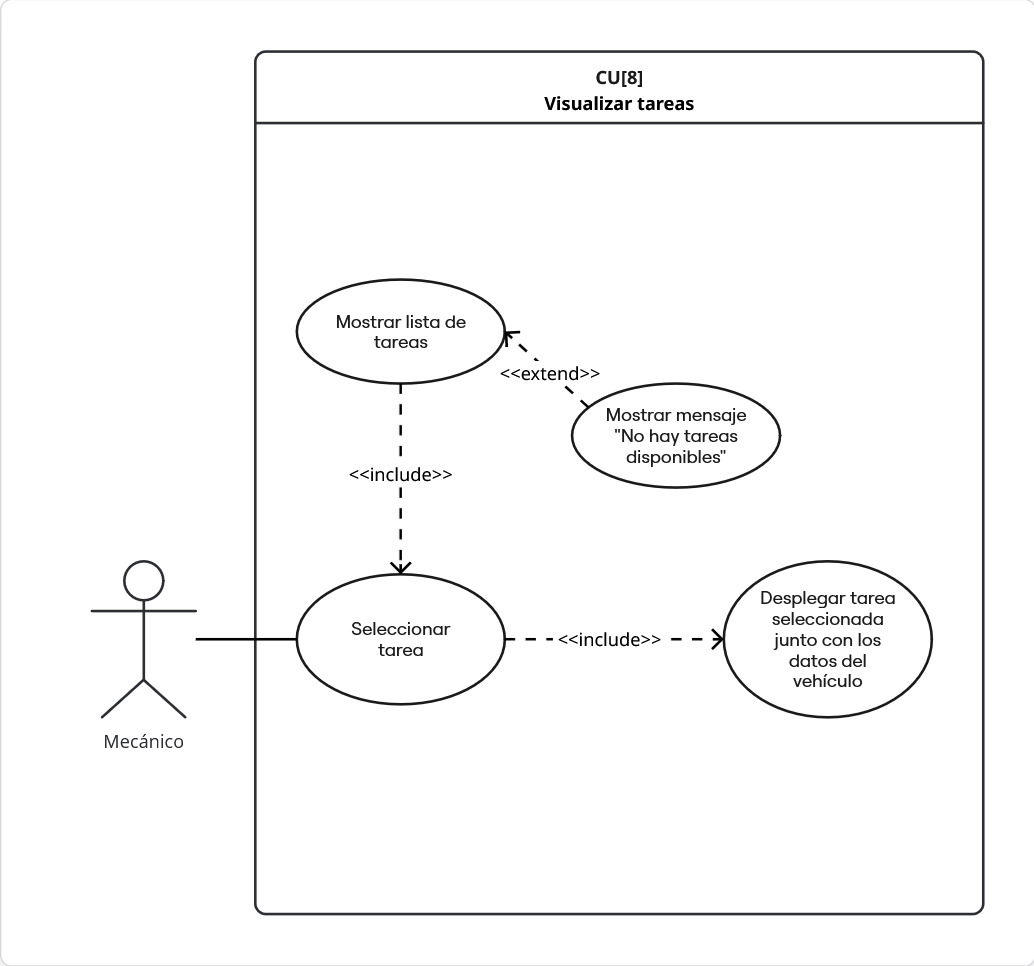 CU[8]
Visualizar tareas
Mostrar lista de
tareas
<<extend>>
Mostrar mensaje
"No hay tareas
disponibles"
<<include>>
Seleccionar
tarea
<<include>>
Desplegar tarea
seleccionada
junto con los
datos del
vehículo
Mecánico